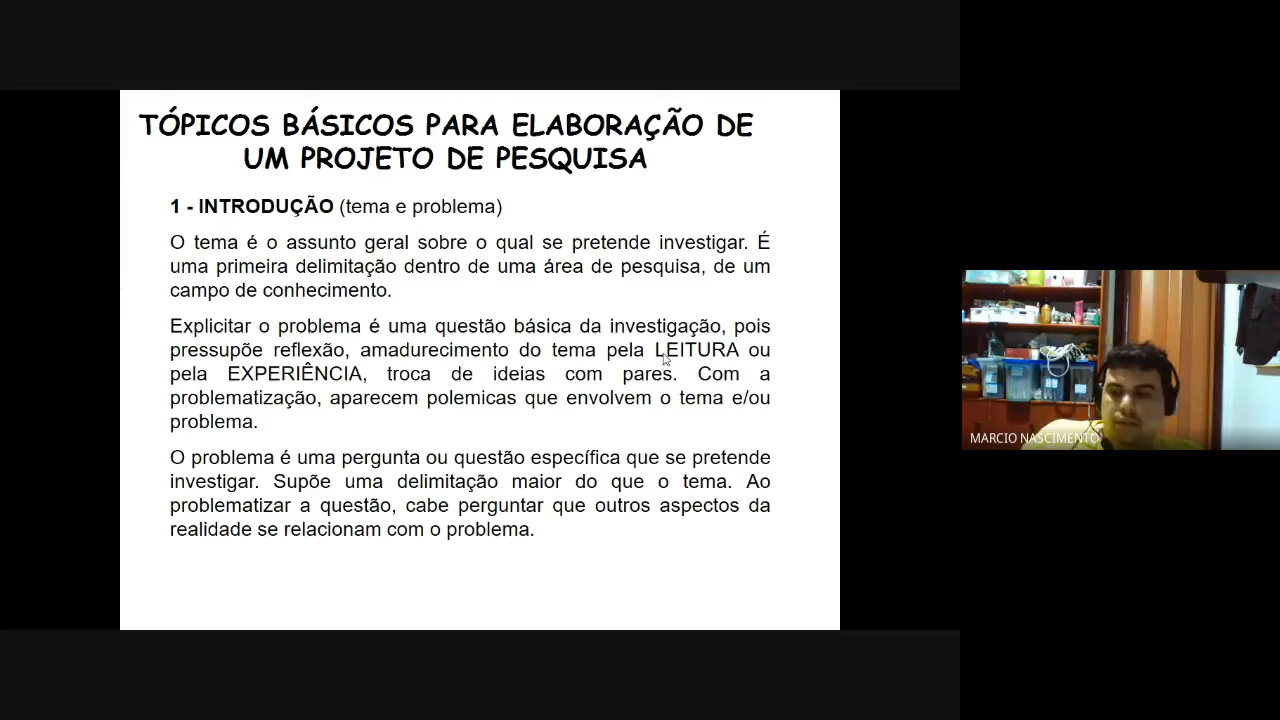 TÓPICOS BÁSICOS PARA ELABORAÇÃO DE
UM PROJETO DE PESQUISA
1 - INTRODUÇÃO (tema e problema)
O tema é o assunto geral sobre o qual se pretende investigar. É
uma primeira delimitação dentro de uma área de pesquisa, de um
campo de conhecimento.
Explicitar o problema é uma questão básica da investigação, pois
pressupõe reflexão, amadurecimento do tema pela LEITURA ou
pela EXPERIÊNCIA, troca de ideias com pares. Com a
problematização, aparecem polemicas que envolvem o tema e/ou
problema.
O problema é uma pergunta ou questão específica que se pretende
investigar. Supõe uma delimitação maior do que o tema. Ao
problematizar a questão, cabe perguntar que outros aspectos da
realidade se relacionam com o problema.
MARCIO NASCIMENTO